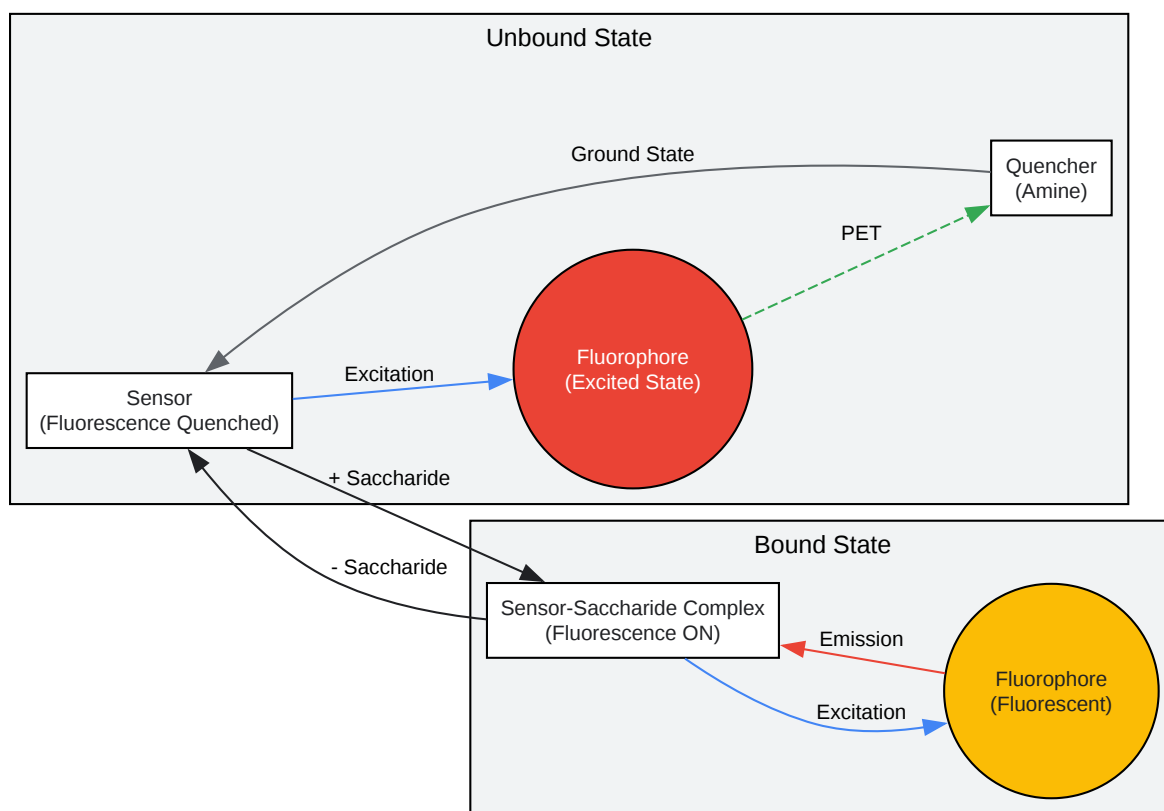 Unbound State
Ground State
Quencher
(Amine)
PET
Fluorophore
(Excited State)
Excitation
Sensor
(Fluorescence Quenched)
+ Saccharide
- Saccharide
Bound State
Sensor-Saccharide Complex
(Fluorescence ON)
Emission
Fluorophore
(Fluorescent)
Excitation